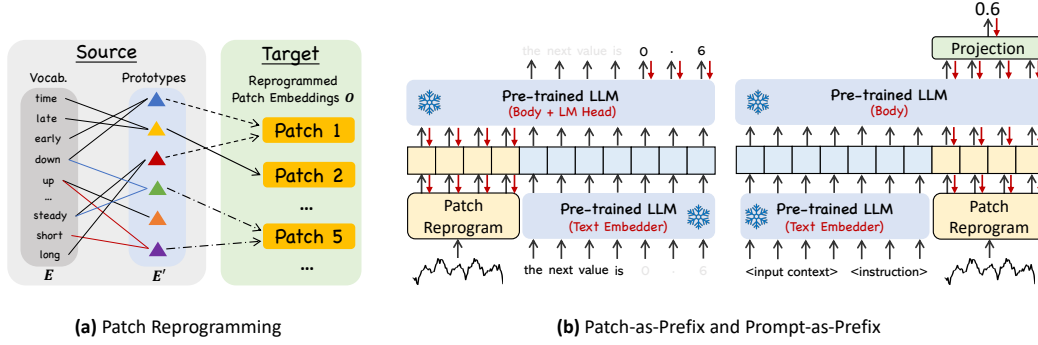 Source
Target
Vocab.
Prototypes
Reprogrammed
Patch Embeddings O
time
late
early
down
up
...
steady
short
long
E
E'
Patch 1
Patch 2
...
Patch 5
...
(a) Patch Reprogramming
the next value is 0 . 6
Pre-trained LLM
(Body + LM Head)
Patch
Reprogram
Pre-trained LLM
(Text Embedder)
the next value is 0 . 6
0.6
Projection
Pre-trained LLM
(Body)
Pre-trained LLM
(Text Embedder)
Patch
Reprogram
<input context> <instruction>
(b) Patch-as-Prefix and Prompt-as-Prefix